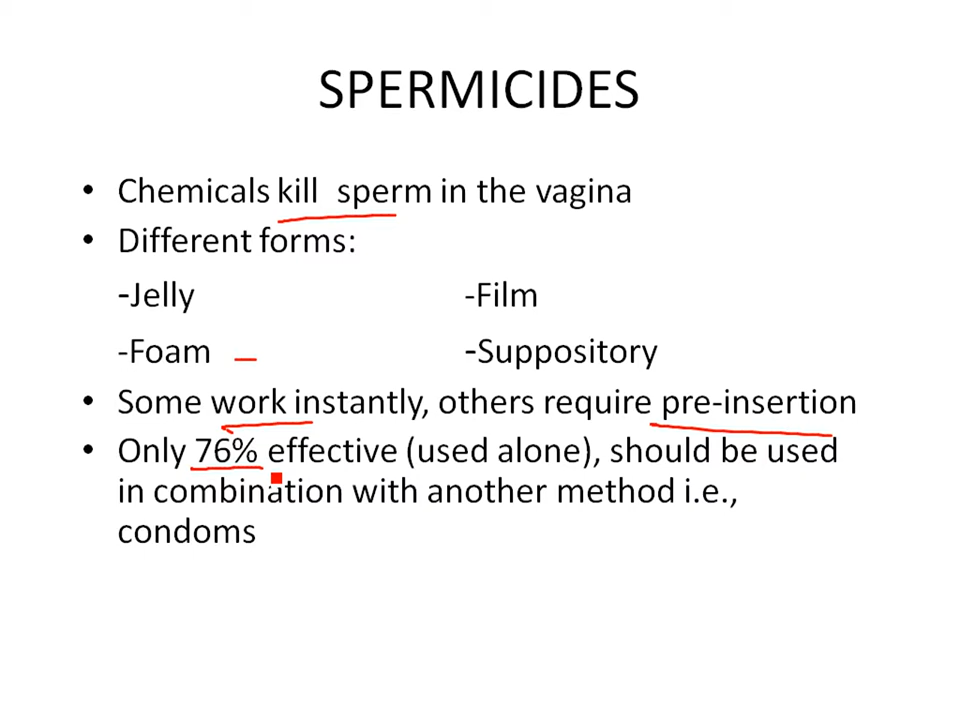 SPERMICIDES
• Chemicals kill sperm in the vagina
• Different forms:
-Jelly -Film
-Foam -Suppository
• Some work instantly, others require pre-insertion
• Only 76% effective (used alone), should be used
in combination with another method i.e.,
condoms